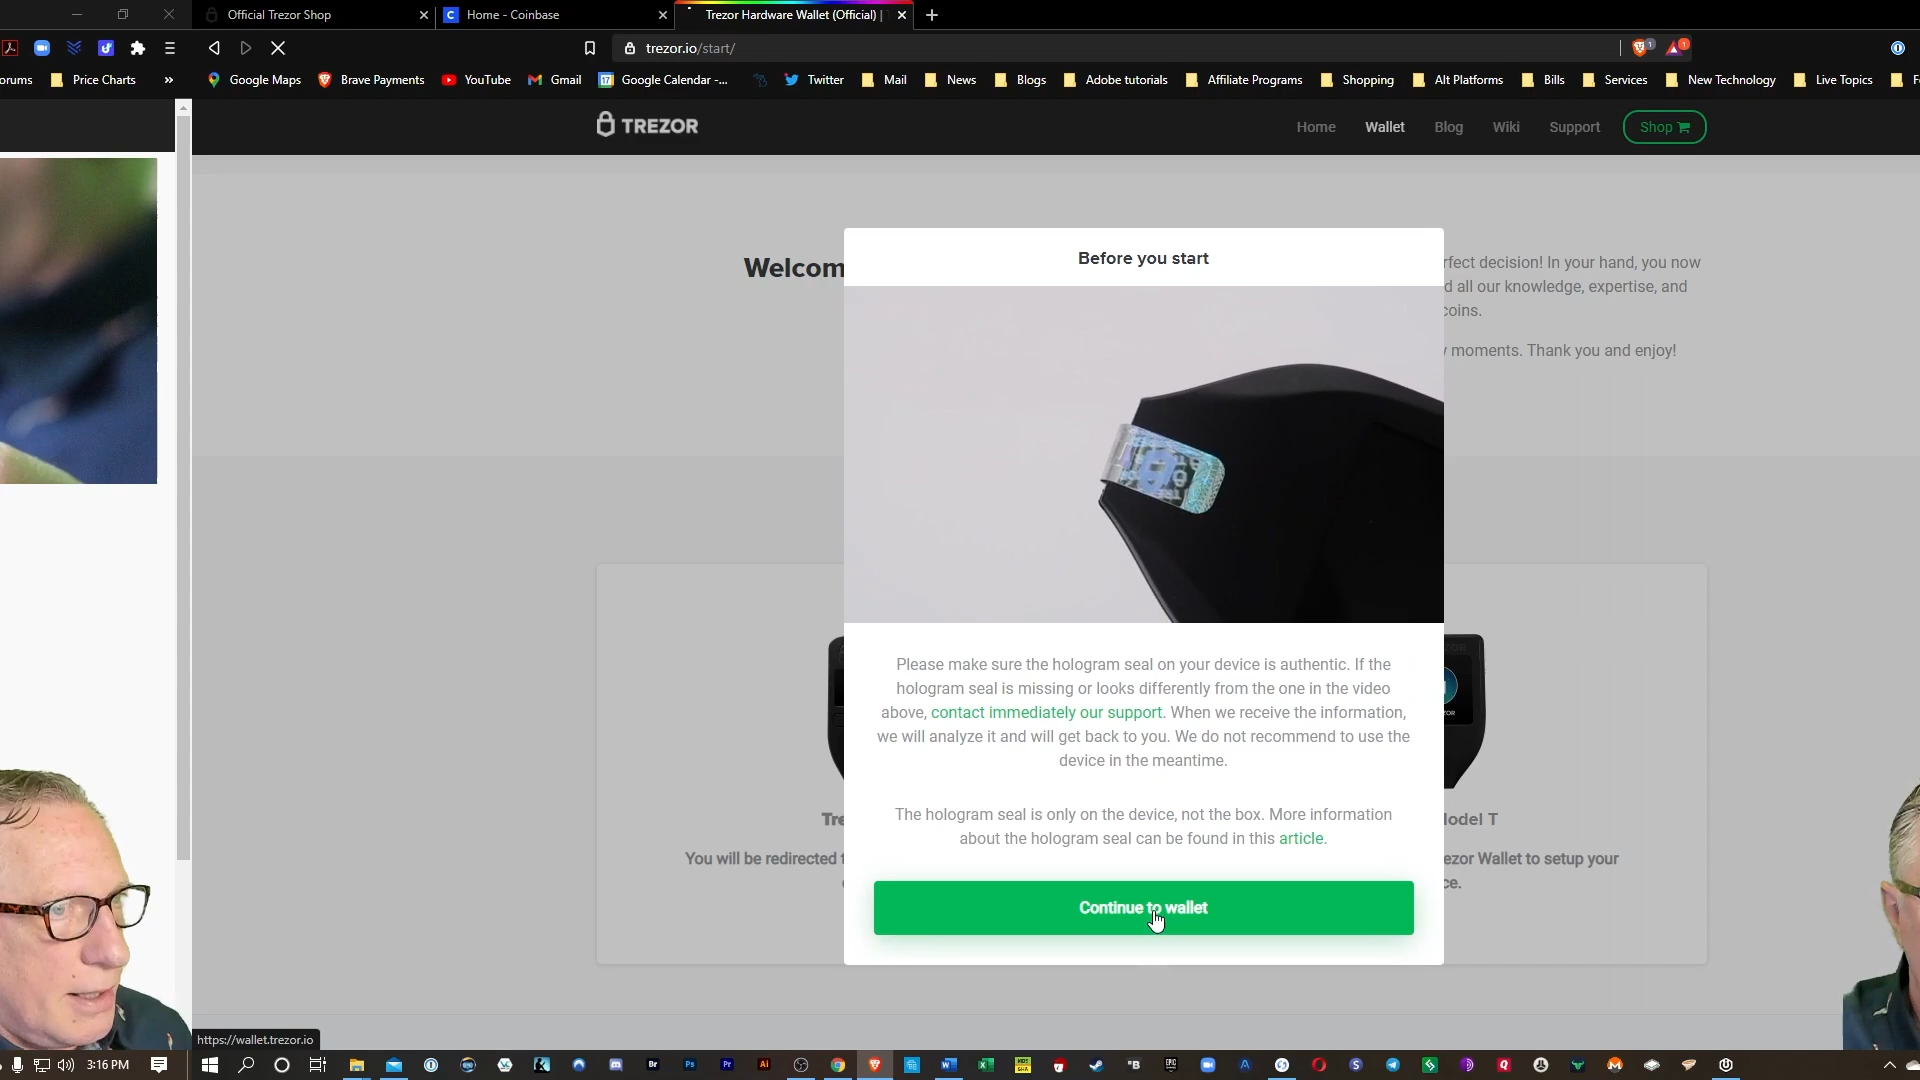 Official Trezor Shop
Home - Coinbase
Trezor Hardware Wallet (Official) |
trezor.io/start/
1
1
orums
Price Charts
»
Google Maps
Brave Payments
YouTube
Gmail
17
Google Calendar -...
Twitter
Mail
News
Blogs
Adobe tutorials
Affiliate Programs
Shopping
Alt Platforms
Bills
Services
New Technology
Live Topics
TREZOR
Home
Wallet
Blog
Wiki
Support
Shop
Welcom
rfect decision! In your hand, you now
d all our knowledge, expertise, and
coins.
moments. Thank you and enjoy!
Before you start
Please make sure the hologram seal on your device is authentic. If the
hologram seal is missing or looks differently from the one in the video
above, contact immediately our support. When we receive the information,
we will analyze it and will get back to you. We do not recommend to use the
device in the meantime.
The hologram seal is only on the device, not the box. More information
about the hologram seal can be found in this article.
Continue to wallet
Tre
You will be redirected t
odel T
ezor Wallet to setup your
ce.
https://wallet.trezor.io
3:16 PM
Br
Ps
Pr
Ai